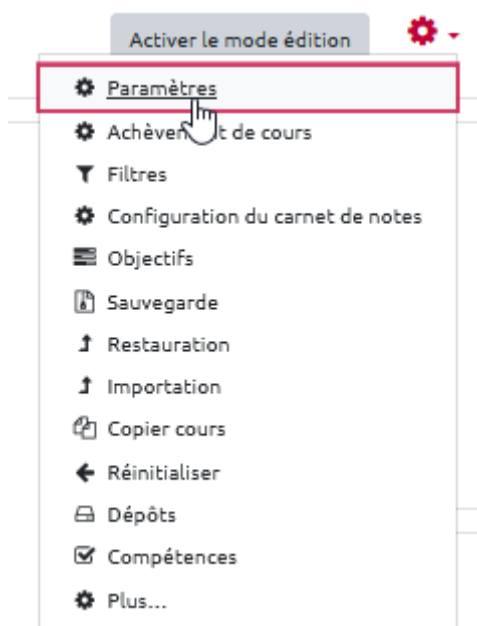 Activer le mode édition
Paramètres
Achèvement de cours
Filtres
Configuration du carnet de notes
Objectifs
Sauvegarde
Restauration
Importation
Copier cours
Réinitialiser
Dépôts
Compétences
Plus...